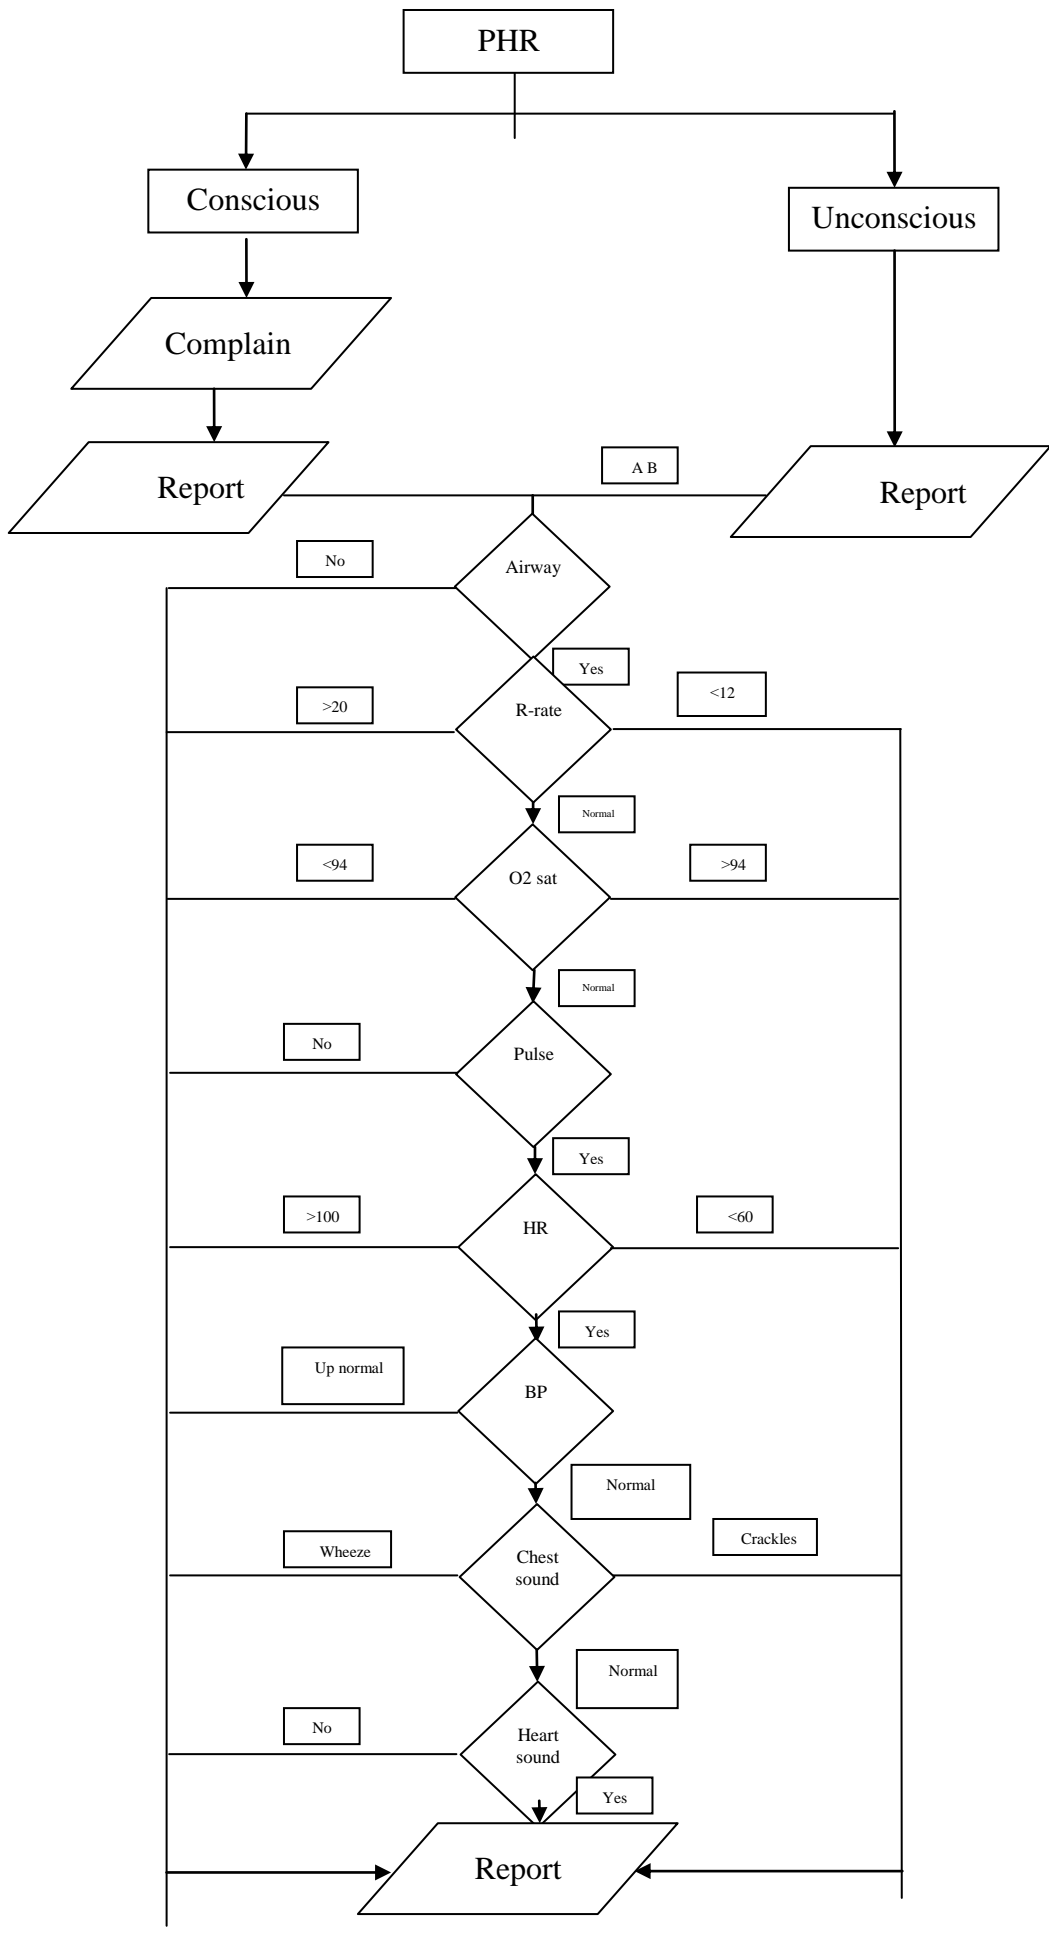 PHR
Conscious
Unconscious
Complain
Report
A B
Report
No
Airway
Yes
>20
R-rate
<12
Normal
<94
O2 sat
>94
Normal
No
Pulse
Yes
>100
HR
<60
Yes
Up normal
BP
Normal
Wheeze
Chest
sound
Crackles
Normal
No
Heart
sound
Yes
Report